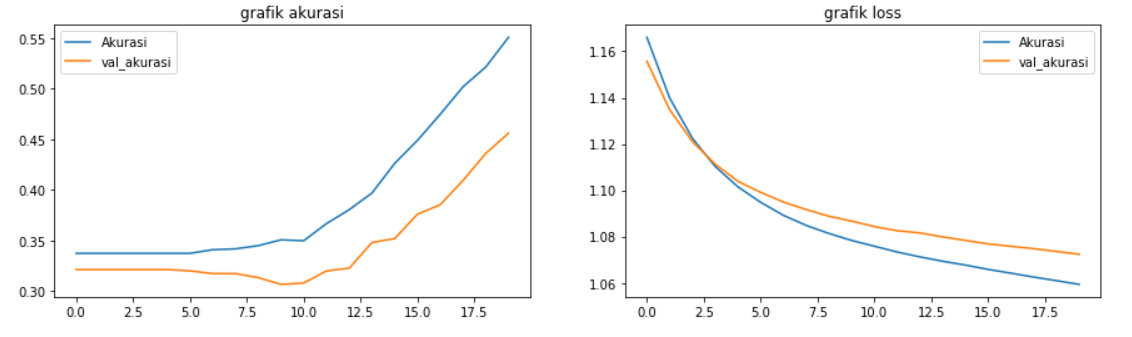 grafik akurasi
Akurasi
val_akurasi
0.55
0.50
0.45
0.40
0.35
0.30
0.0 2.5 5.0 7.5 10.0 12.5 15.0 17.5
grafik loss
Akurasi
val_akurasi
1.16
1.14
1.12
1.10
1.08
1.06
0.0 2.5 5.0 7.5 10.0 12.5 15.0 17.5